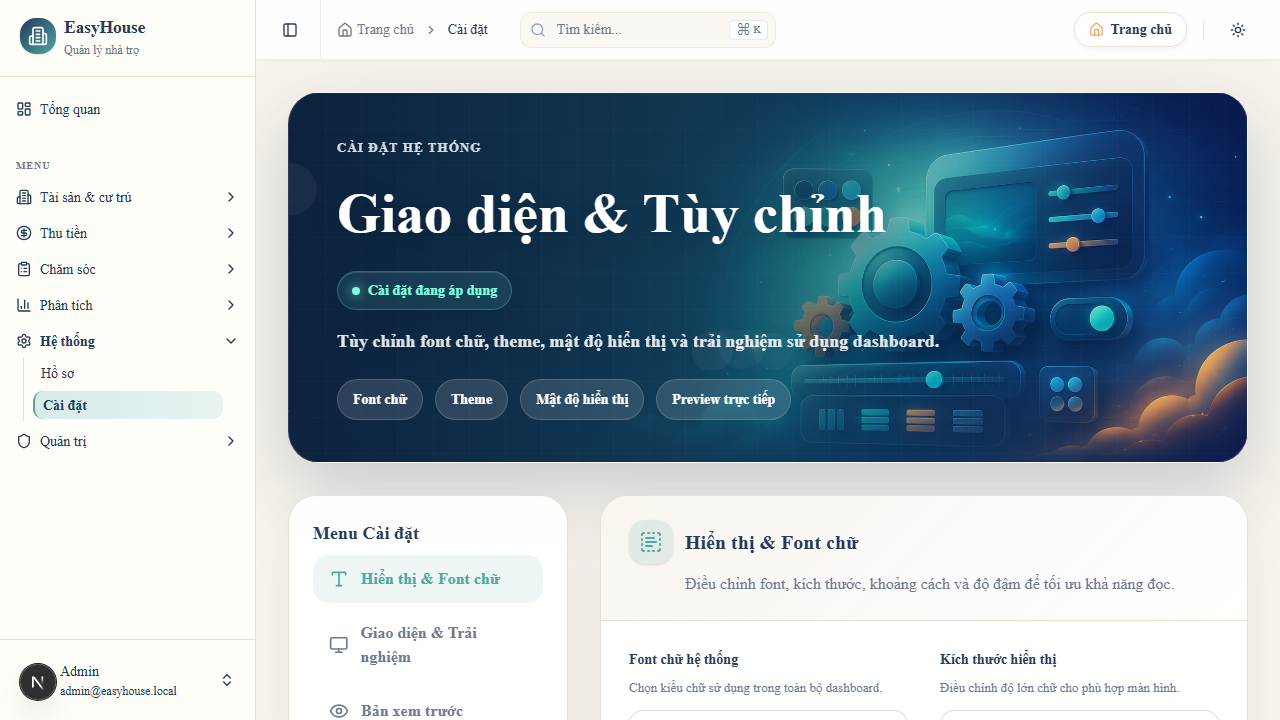 EasyHouse
Quản lý nhà trọ
Tổng quan
MENU
Tài sản & cư trú
Thu tiền
Chăm sóc
Phân tích
Hệ thống
Hồ sơ
Cài đặt
Quản trị
N
Admin
admin@easyhouse.local
Trang chủ
Cài đặt
Tìm kiếm...
⌘ K
Trang chủ
CÀI ĐẶT HỆ THỐNG
Giao diện & Tùy chỉnh
Cài đặt đang áp dụng
Tùy chỉnh font chữ, theme, mật độ hiển thị và trải nghiệm sử dụng dashboard.
Font chữ
Theme
Mật độ hiển thị
Preview trực tiếp
Menu Cài đặt
Hiển thị & Font chữ
Giao diện & Trải
nghiệm
Bản xem trước
Hiển thị & Font chữ
Điều chỉnh font, kích thước, khoảng cách và độ đậm để tối ưu khả năng đọc.
Font chữ hệ thống
Chọn kiểu chữ sử dụng trong toàn bộ dashboard.
Kích thước hiển thị
Điều chỉnh độ lớn chữ cho phù hợp màn hình.